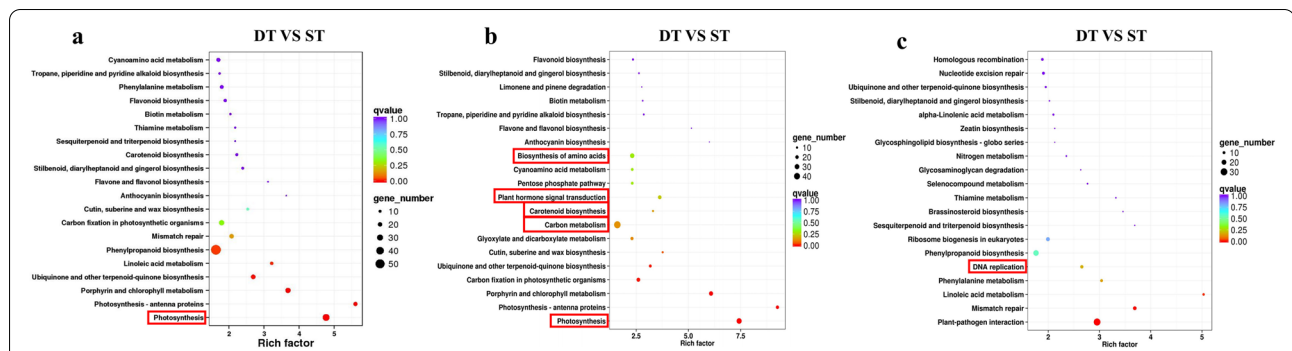 a
DT VS ST
Cyanoamino acid metabolism
Tropane, piperidine and pyridine alkaloid biosynthesis
Phenylalanine metabolism
Flavonoid biosynthesis
Biotin metabolism
Thiamine metabolism
Sesquiterpenoid and triterpenoid biosynthesis
Carotenoid biosynthesis
Stilbenoid, diarylheptanoid and gingerol biosynthesis
Flavone and flavonol biosynthesis
Anthocyanin biosynthesis
Cutin, suberine and wax biosynthesis
Carbon fixation in photosynthetic organisms
Mismatch repair
Phenylpropanoid biosynthesis
Linoleic acid metabolism
Ubiquinone and other terpenoid-quinone biosynthesis
Porphyrin and chlorophyll metabolism
Photosynthesis - antenna proteins
Photosynthesis
2 3 4 5
Rich factor
qvalue
1.00
0.75
0.50
0.25
0.00
gene_number
10
20
30
40
50
b
DT VS ST
Flavonoid biosynthesis
Stilbenoid, diarylheptanoid and gingerol biosynthesis
Limonene and pinene degradation
Biotin metabolism
Tropane, piperidine and pyridine alkaloid biosynthesis
Flavone and flavonol biosynthesis
Anthocyanin biosynthesis
Biosynthesis of amino acids
Cyanoamino acid metabolism
Pentose phosphate pathway
Plant hormone signal transduction
Carotenoid biosynthesis
Carbon metabolism
Glyoxylate and dicarboxylate metabolism
Cutin, suberine and wax biosynthesis
Ubiquinone and other terpenoid-quinone biosynthesis
Carbon fixation in photosynthetic organisms
Porphyrin and chlorophyll metabolism
Photosynthesis - antenna proteins
Photosynthesis
2.5 5.0 7.5
Rich factor
gene_number
10
20
30
40
qvalue
1.00
0.75
0.50
0.25
0.00
c
DT VS ST
Homologous recombination
Nucleotide excision repair
Ubiquinone and other terpenoid-quinone biosynthesis
Stilbenoid, diarylheptanoid and gingerol biosynthesis
alpha-Linolenic acid metabolism
Zeatin biosynthesis
Glycosphingolipid biosynthesis - globo series
Nitrogen metabolism
Glycosaminoglycan degradation
Selenocompound metabolism
Thiamine metabolism
Brassinosteroid biosynthesis
Sesquiterpenoid and triterpenoid biosynthesis
Ribosome biogenesis in eukaryotes
Phenylpropanoid biosynthesis
DNA replication
Phenylalanine metabolism
Linoleic acid metabolism
Mismatch repair
Plant-pathogen interaction
2 3 4 5
Rich factor
gene_number
10
20
30
qvalue
1.00
0.75
0.50
0.25
0.00